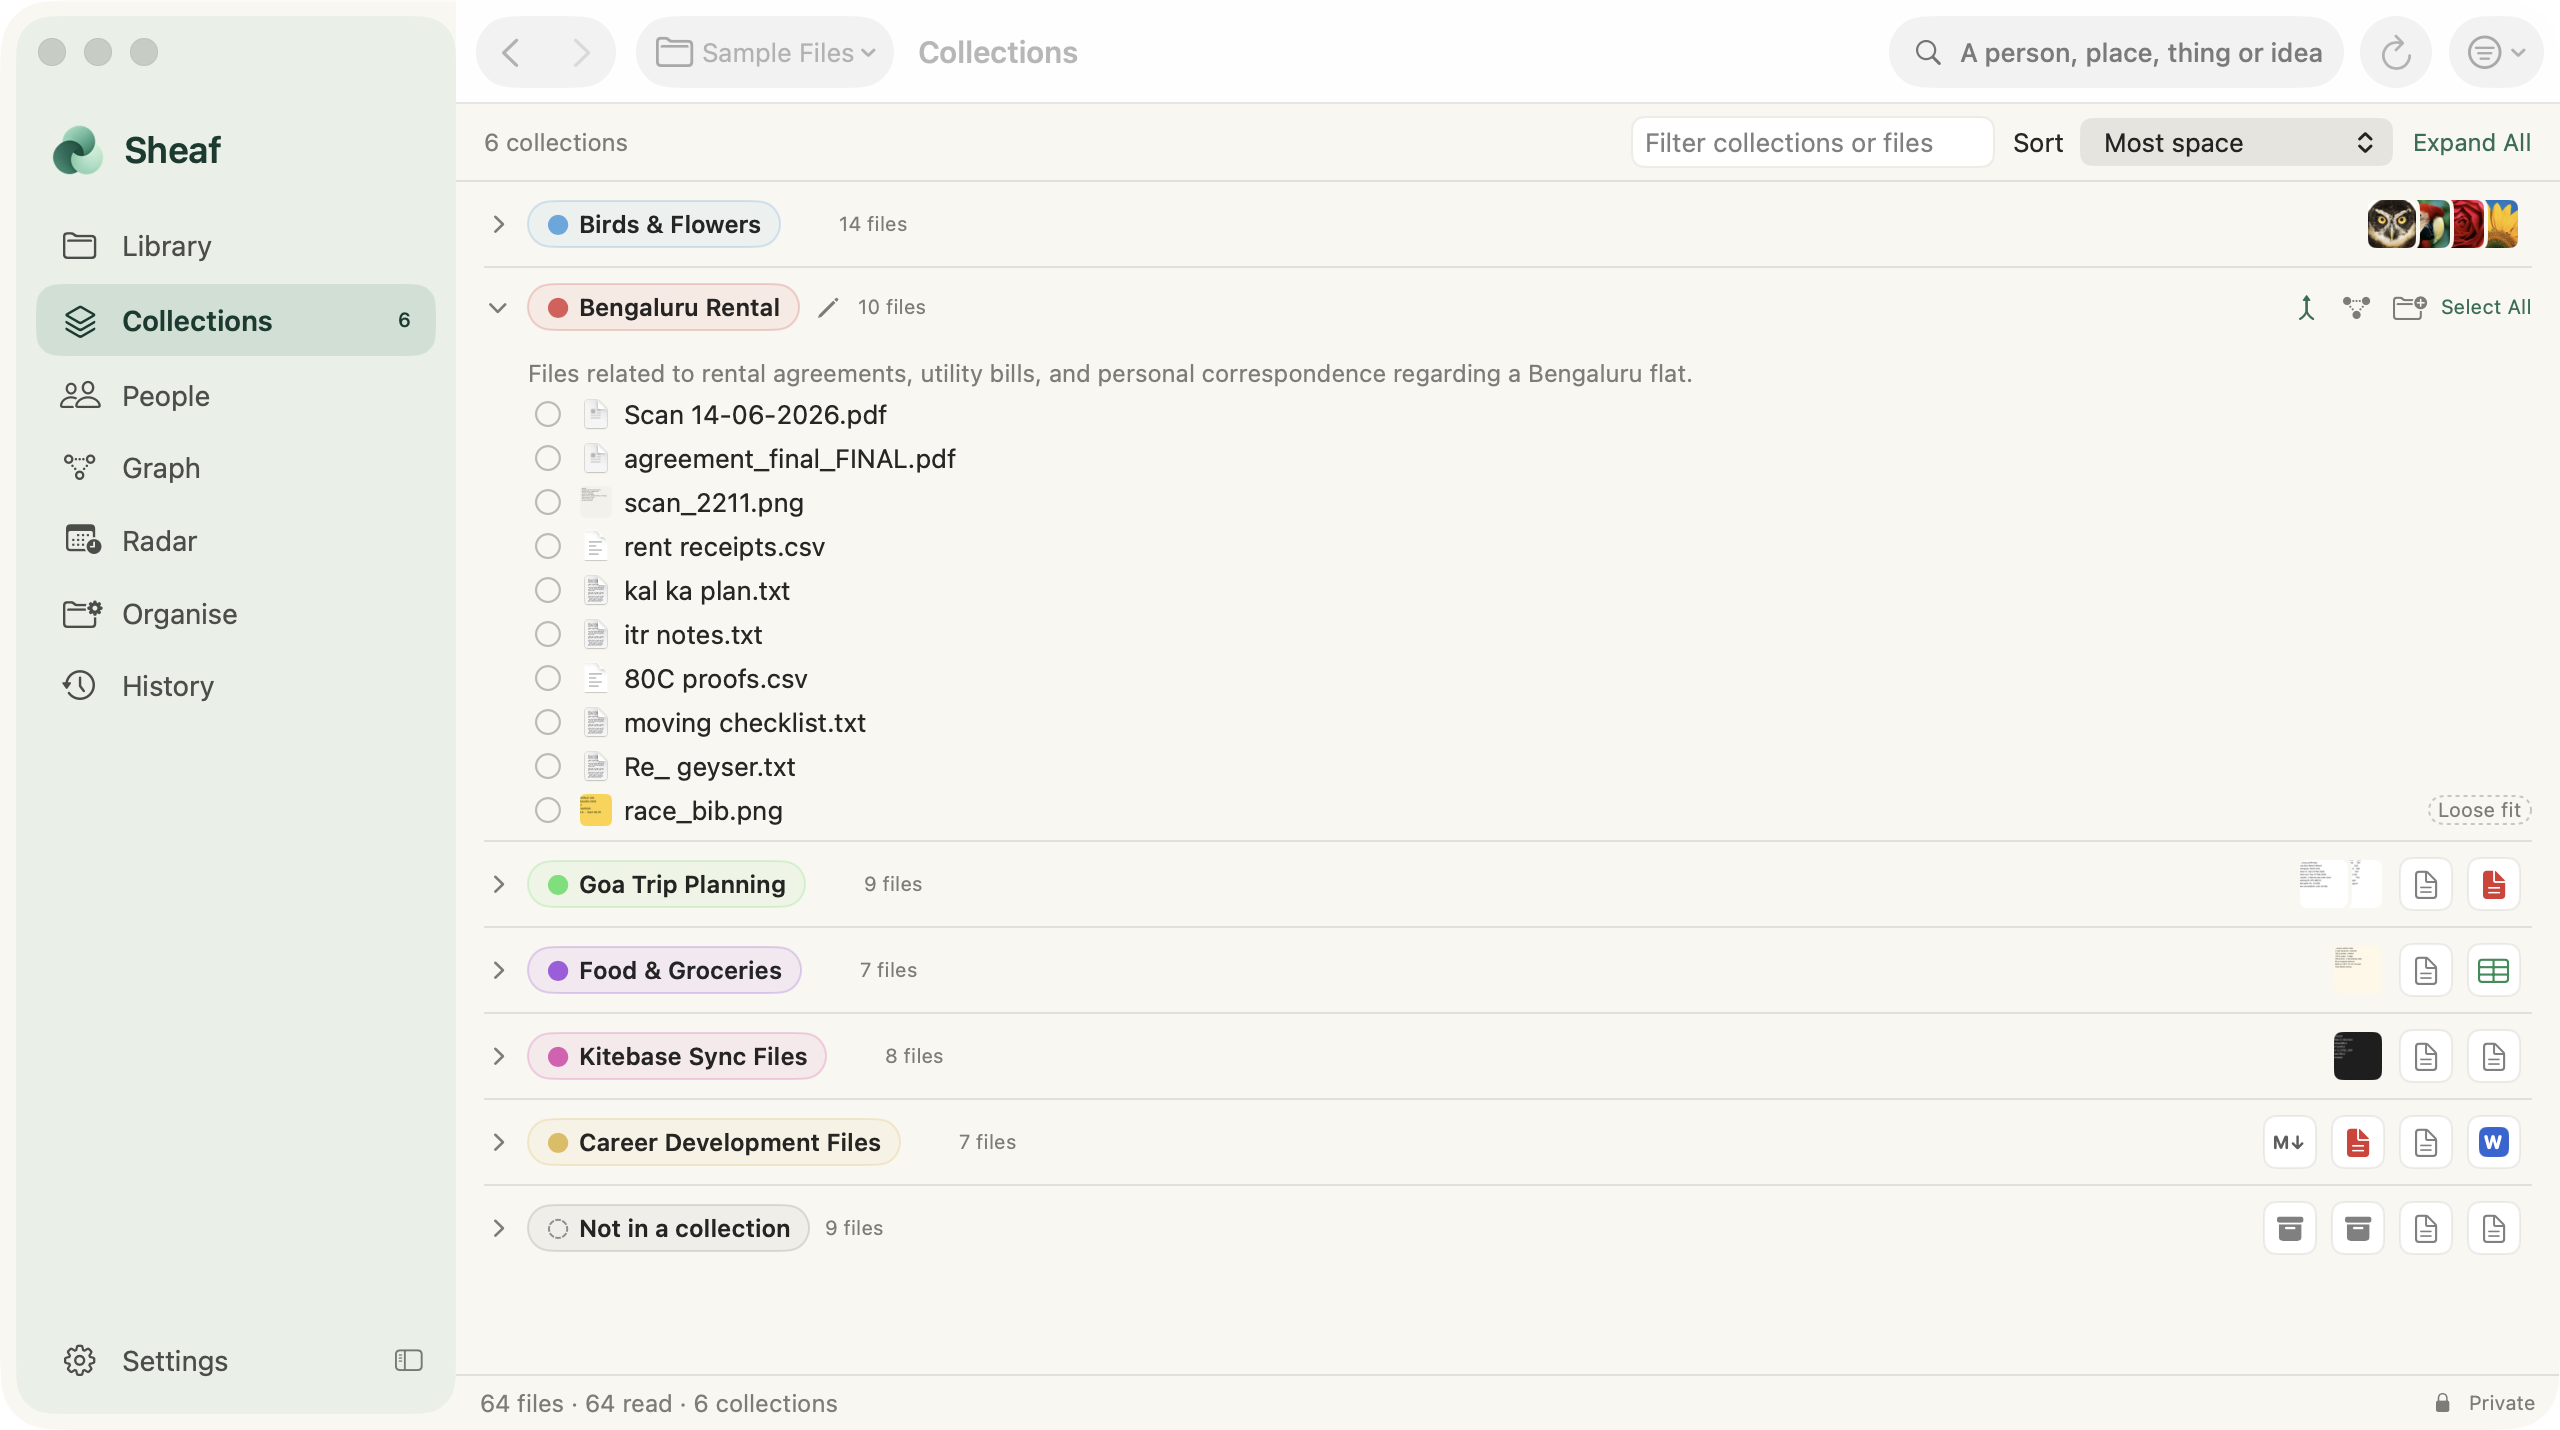 Sample Files
Collections
A person, place, thing or idea
Sheaf
Library
Collections 6
People
Graph
Radar
Organise
History
Settings
6 collections
Filter collections or files
Sort
Most space
Expand All
Birds & Flowers 14 files
Bengaluru Rental 10 files
Select All
Files related to rental agreements, utility bills, and personal correspondence regarding a Bengaluru flat.
Scan 14-06-2026.pdf
agreement_final_FINAL.pdf
scan_2211.png
rent receipts.csv
kal ka plan.txt
itr notes.txt
80C proofs.csv
moving checklist.txt
Re_ geyser.txt
race_bib.png
Loose fit
Goa Trip Planning 9 files
Food & Groceries 7 files
Kitebase Sync Files 8 files
Career Development Files 7 files
M↓
W
Not in a collection 9 files
64 files · 64 read · 6 collections
Private